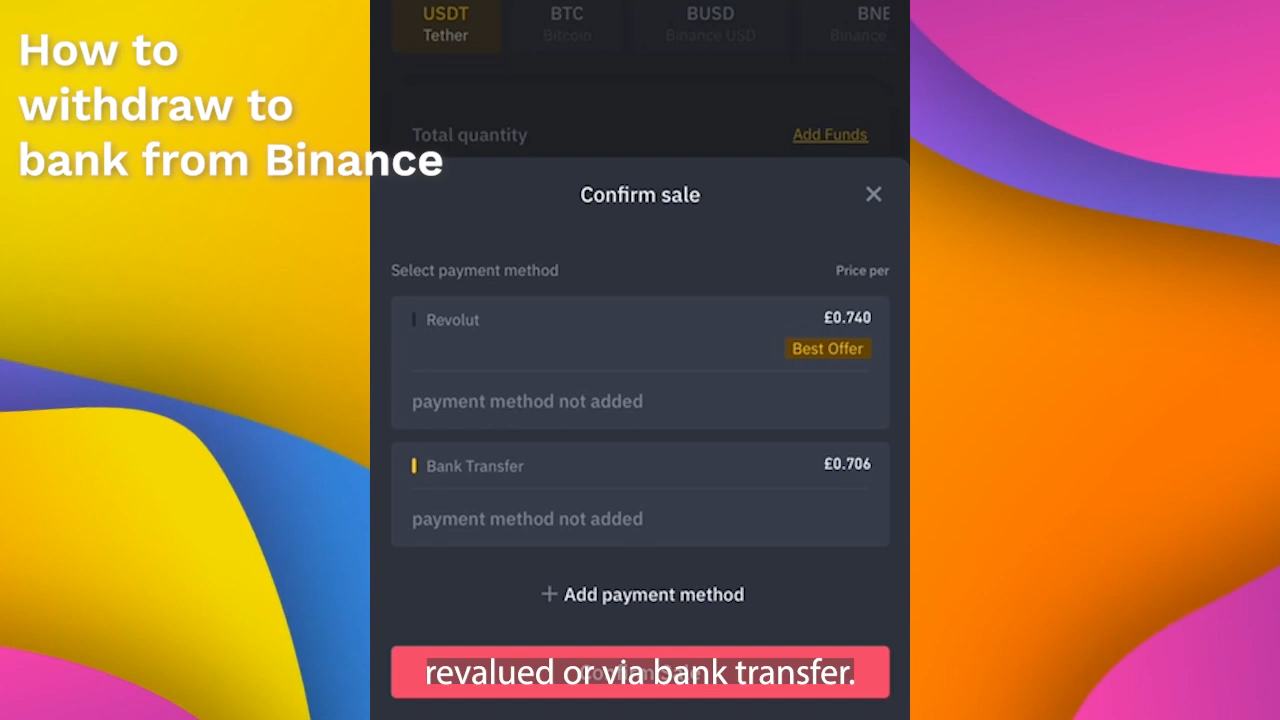 How to
withdraw to
bank from Binance
USDT
Tether
BTC
Bitcoin
BUSD
Binance USD
BNB
Binance
Total quantity
Add Funds
Confirm sale
Select payment method
Price per
Revolut
£0.740
Best Offer
payment method not added
Bank Transfer
£0.706
payment method not added
+ Add payment method
revalued or via bank transfer.